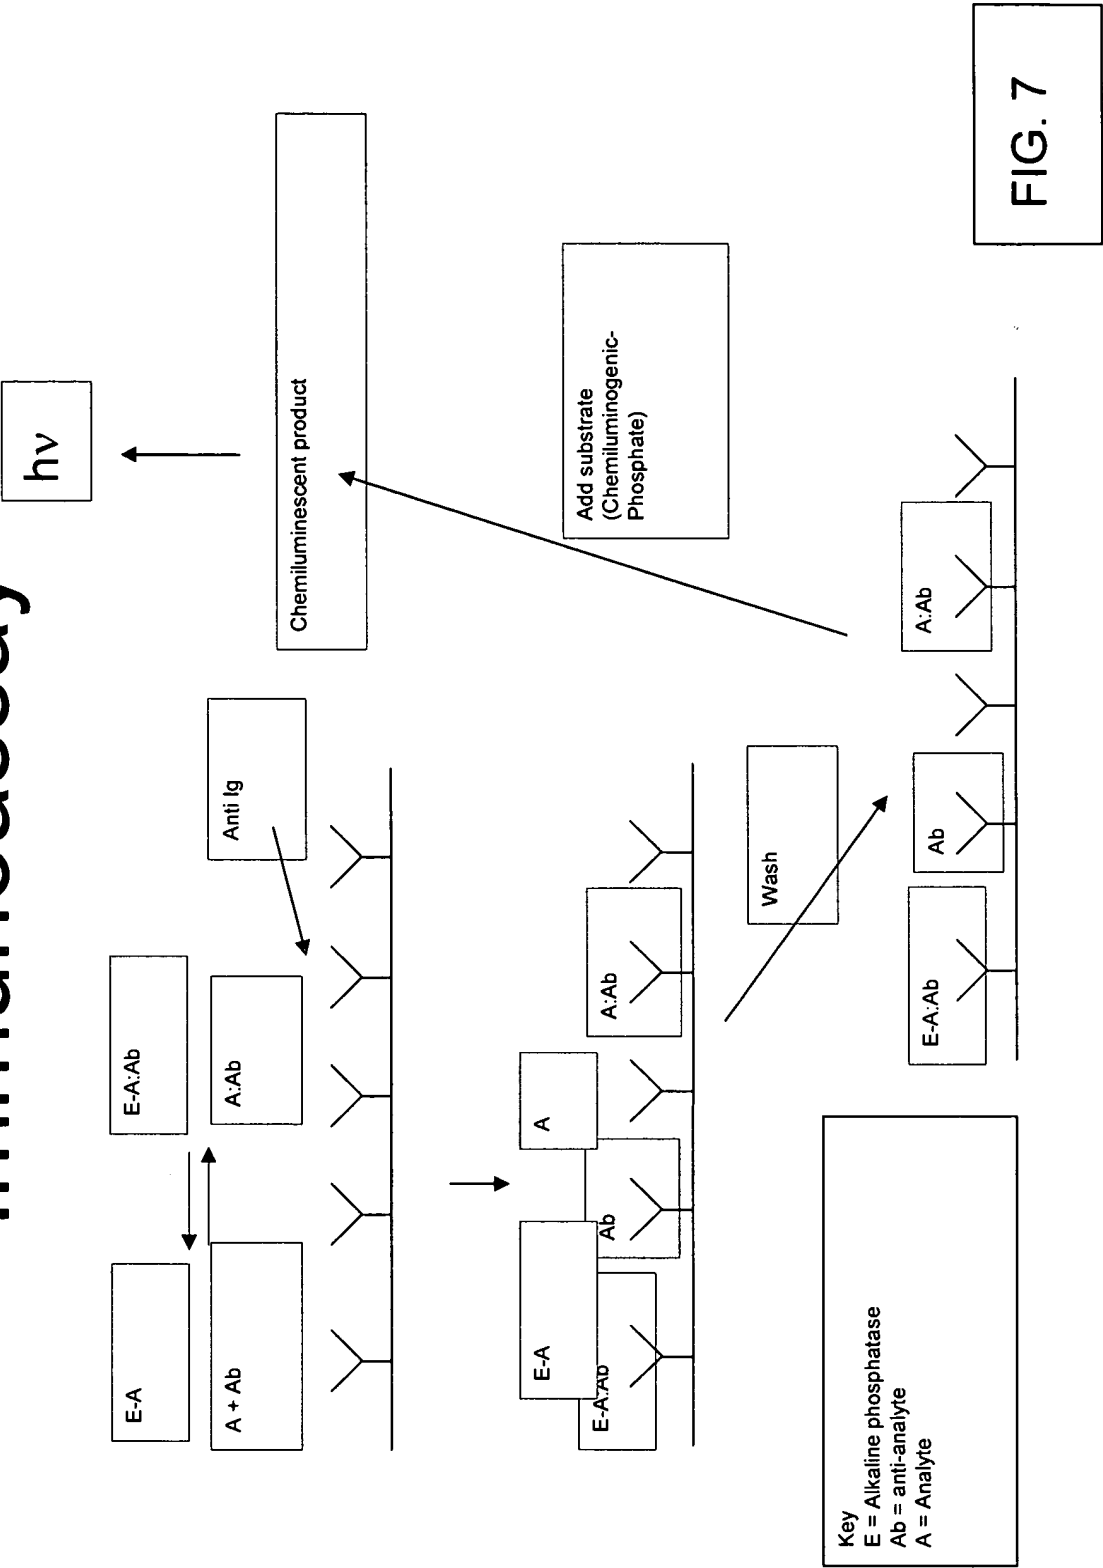 hν
E-A
E-A:Ab
A + Ab
A:Ab
Anti Ig
Chemiluminescent product
E-A
A
E-A:Ab
Ab
A:Ab
Add substrate
(Chemiluminogenic-
Phosphate)
Wash
Key
E = Alkaline phosphatase
Ab = anti-analyte
A = Analyte
E-A:Ab
Ab
A:Ab
FIG. 7